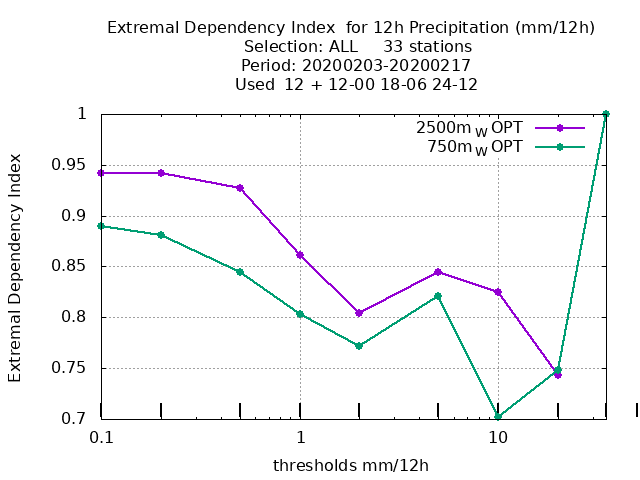 Extremal Dependency Index  for 12h Precipitation (mm/12h)
Selection: ALL     33 stations
Period: 20200203-20200217
Used  12 + 12-00 18-06 24-12
2500m W OPT
750m W OPT
Extremal Dependency Index
1
0.95
0.9
0.85
0.8
0.75
0.7
0.1 1 10
thresholds mm/12h